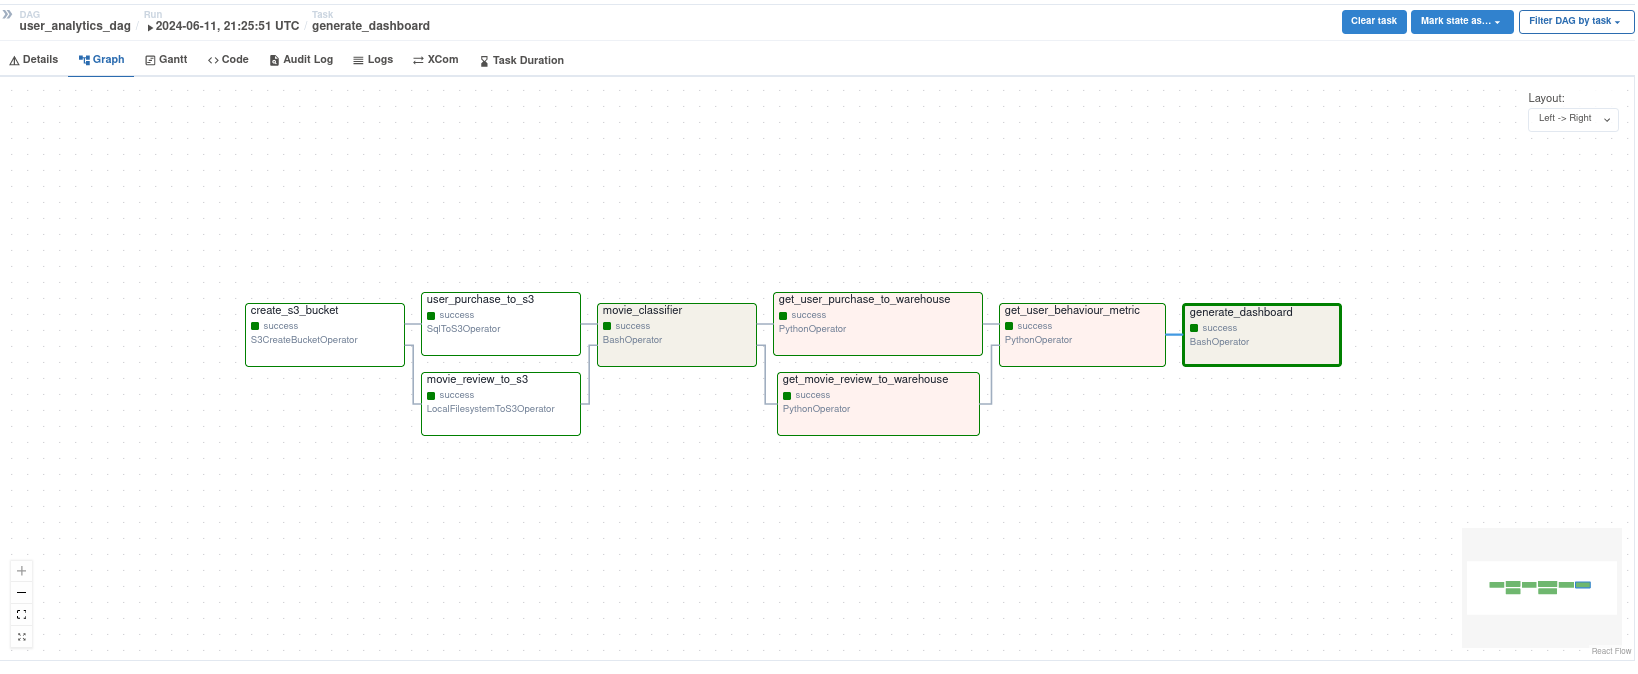 DAG
Run
Task
user_analytics_dag / 2024-06-11, 21:25:51 UTC / generate_dashboard
Clear task
Mark state as...
Filter DAG by task
Details
Graph
Gantt
Code
Audit Log
Logs
XCom
Task Duration
Layout:
Left -> Right
create_s3_bucket
success
S3CreateBucketOperator
user_purchase_to_s3
success
SqlToS3Operator
movie_review_to_s3
success
LocalFilesystemToS3Operator
movie_classifier
success
BashOperator
get_user_purchase_to_warehouse
success
PythonOperator
get_movie_review_to_warehouse
success
PythonOperator
get_user_behaviour_metric
success
PythonOperator
generate_dashboard
success
BashOperator
React Flow